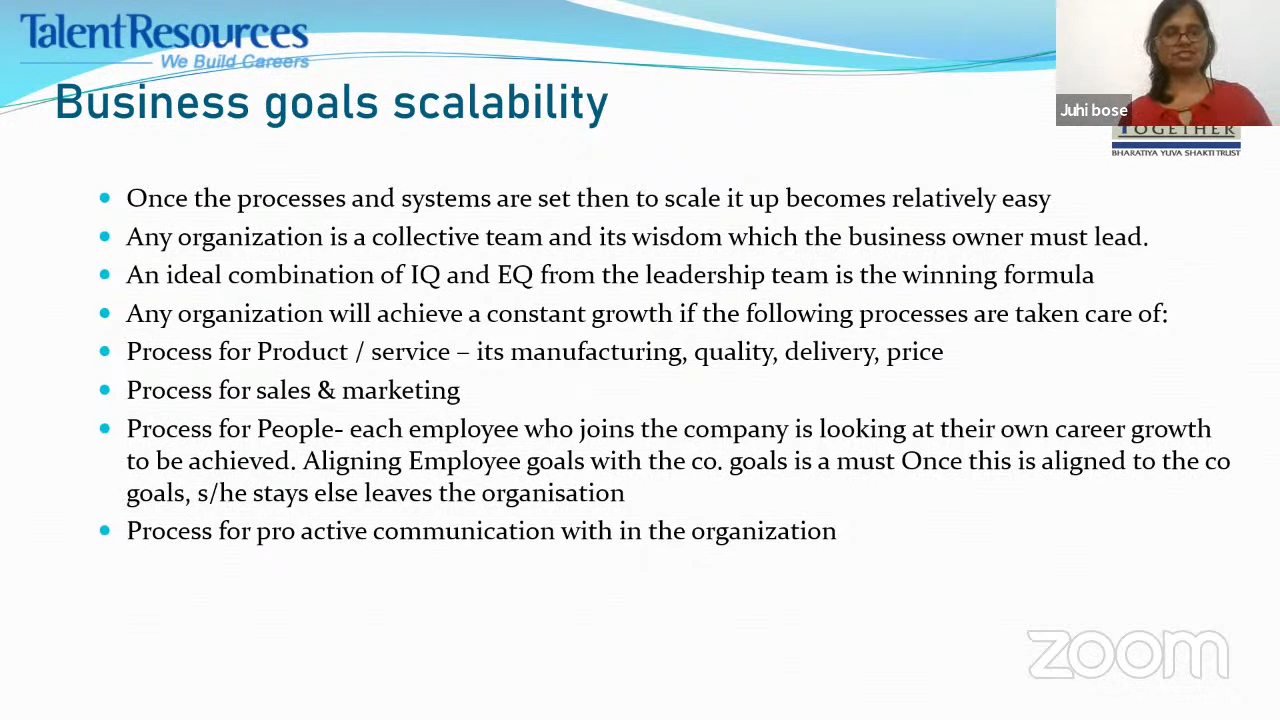 TalentResources
We Build Careers
Business goals scalability
Juhi bose
TOGETHER
BHARATIYA YUVA SHAKTI TRUST
• Once the processes and systems are set then to scale it up becomes relatively easy
• Any organization is a collective team and its wisdom which the business owner must lead.
• An ideal combination of IQ and EQ from the leadership team is the winning formula
• Any organization will achieve a constant growth if the following processes are taken care of:
• Process for Product / service – its manufacturing, quality, delivery, price
• Process for sales & marketing
• Process for People- each employee who joins the company is looking at their own career growth
to be achieved. Aligning Employee goals with the co. goals is a must Once this is aligned to the co
goals, s/he stays else leaves the organisation
• Process for pro active communication with in the organization
zoom